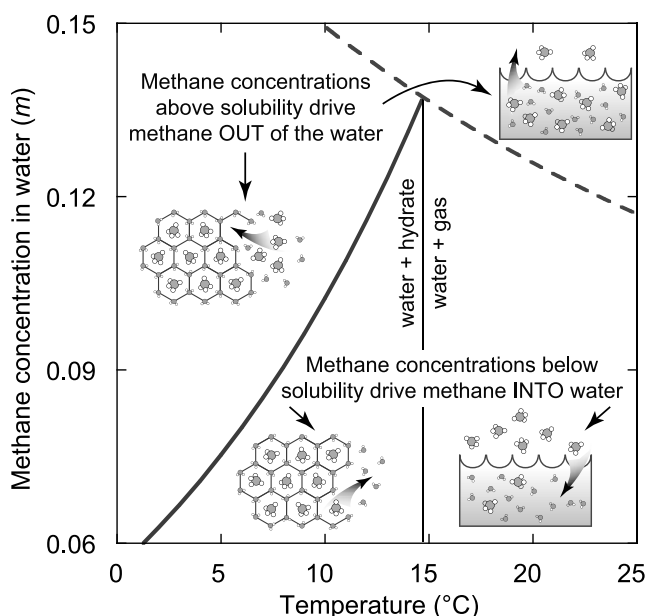 0.15
0.12
0.09
0.06
Methane concentration in water (m)
Methane concentrations
above solubility drive
methane OUT of the water
water + hydrate
water + gas
Methane concentrations below
solubility drive methane INTO water
0
5
10
15
20
25
Temperature (°C)